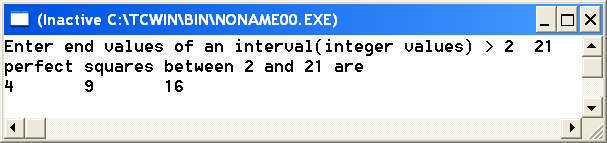 (Inactive C:\TCWIN\BIN\NONAME00.EXE)
Enter end values of an interval(integer values) > 2  21
perfect squares between 2 and 21 are
4       9       16